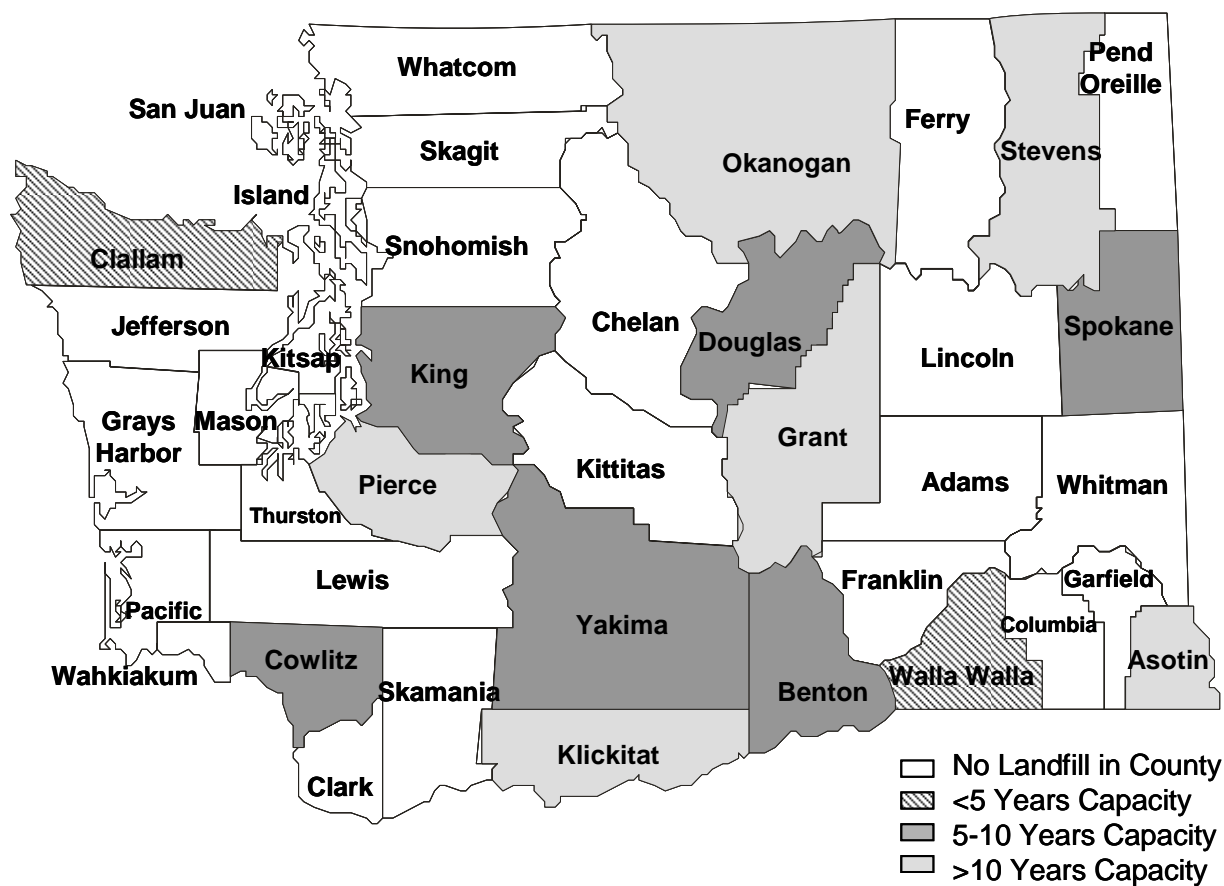 Whatcom
Pend
Oreille
San Juan
Ferry
Skagit
Stevens
Okanogan
Island
Snohomish
Clallam
Jefferson
Chelan
Spokane
Douglas
Kitsap
Lincoln
King
Grays
Harbor
Mason
Grant
Kittitas
Pierce
Adams
Whitman
Thurston
Lewis
Franklin
Garfield
Pacific
Yakima
Columbia
Cowlitz
Asotin
Wahkiakum
Skamania
Benton
Walla Walla
Klickitat
Clark
No Landfill in County
<5 Years Capacity
5-10 Years Capacity
>10 Years Capacity